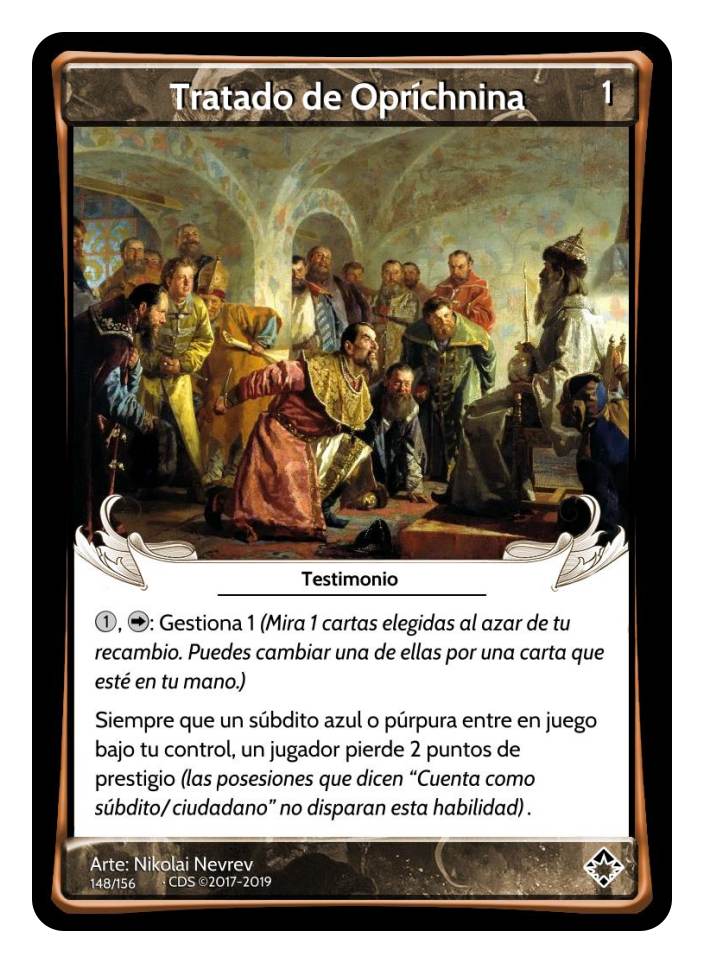 Tratado de Oprichnina 1
Testimonio
1, ➡: Gestiona 1 (Mira 1 cartas elegidas al azar de tu
recambio. Puedes cambiar una de ellas por una carta que
esté en tu mano.)
Siempre que un súbdito azul o púrpura entre en juego
bajo tu control, un jugador pierde 2 puntos de
prestigio (las posesiones que dicen “Cuenta como
súbdito/ciudadano” no disparan esta habilidad).
Arte: Nikolai Nevrev
148/156 · CDS ©2017-2019